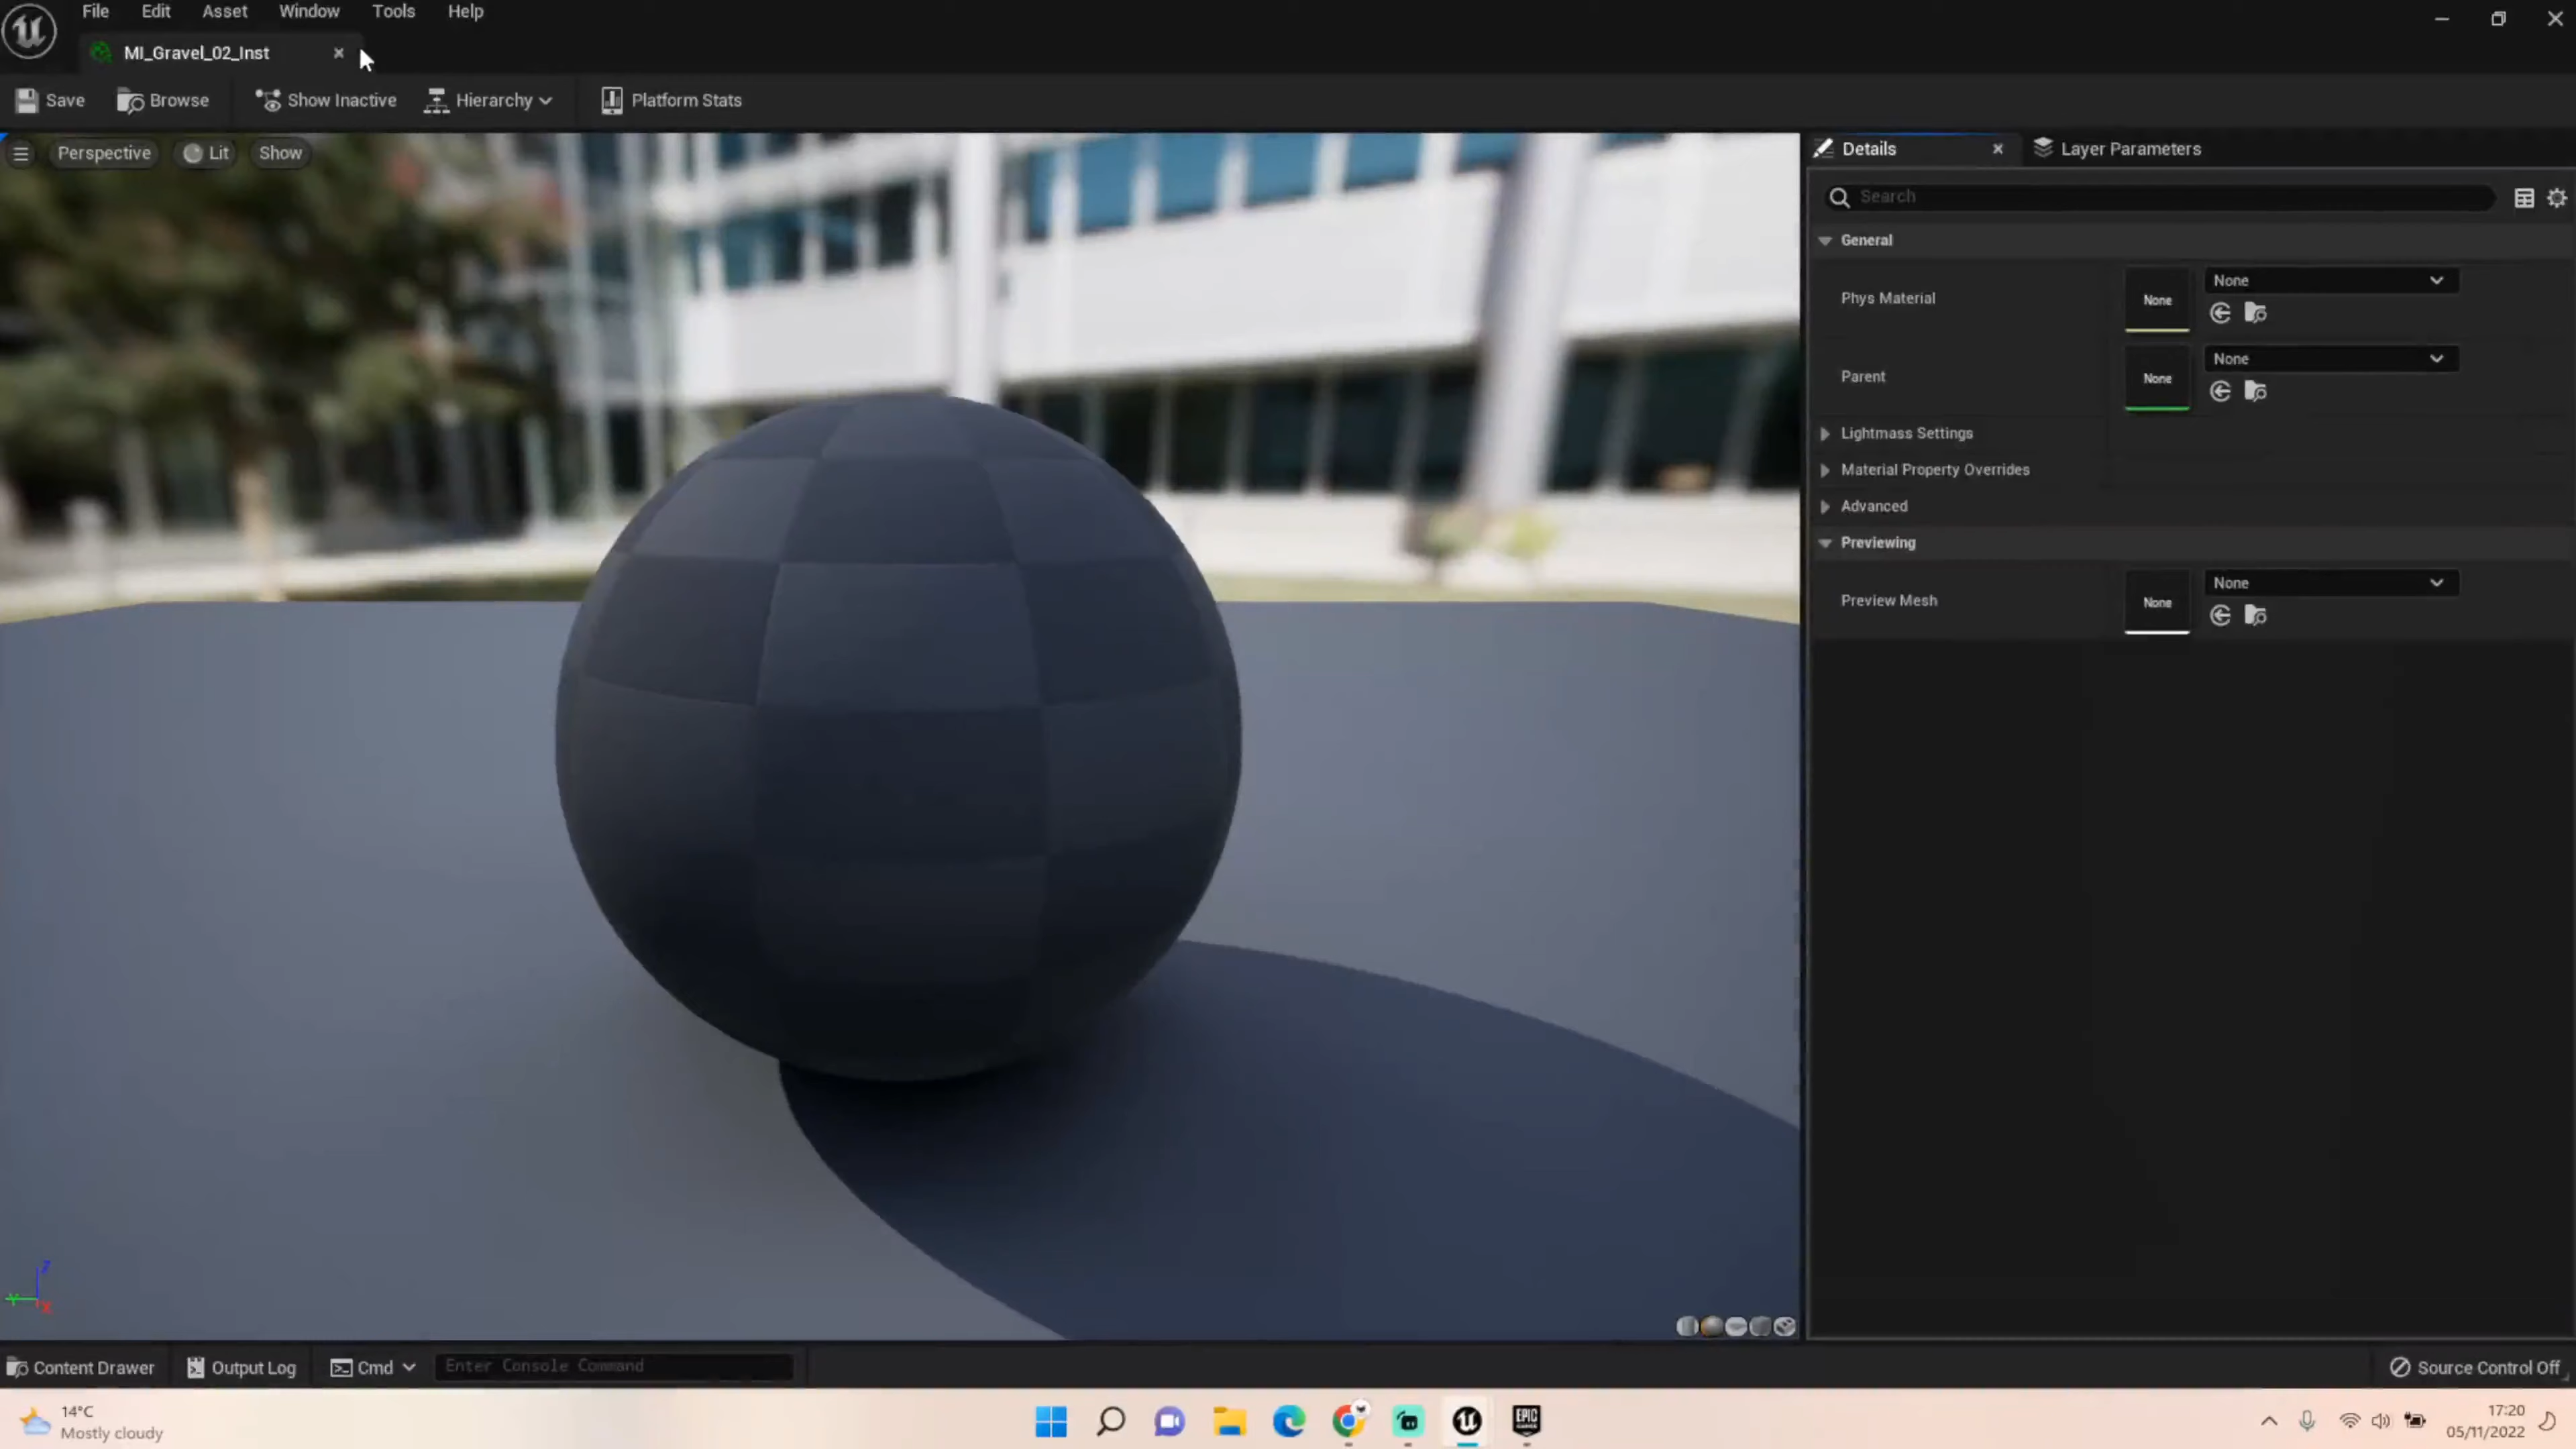 File Edit Asset Window Tools Help
MI_Gravel_02_Inst
Save Browse Show Inactive Hierarchy Platform Stats
Perspective Lit Show
Details Layer Parameters
Search
General
Phys Material None None
Parent None None
Lightmass Settings
Material Property Overrides
Advanced
Previewing
Preview Mesh None None
Z
Y X
Content Drawer Output Log Cmd Enter Console Command Source Control Off
14°C
Mostly cloudy
EPIC
GAMES
17:20
05/11/2022